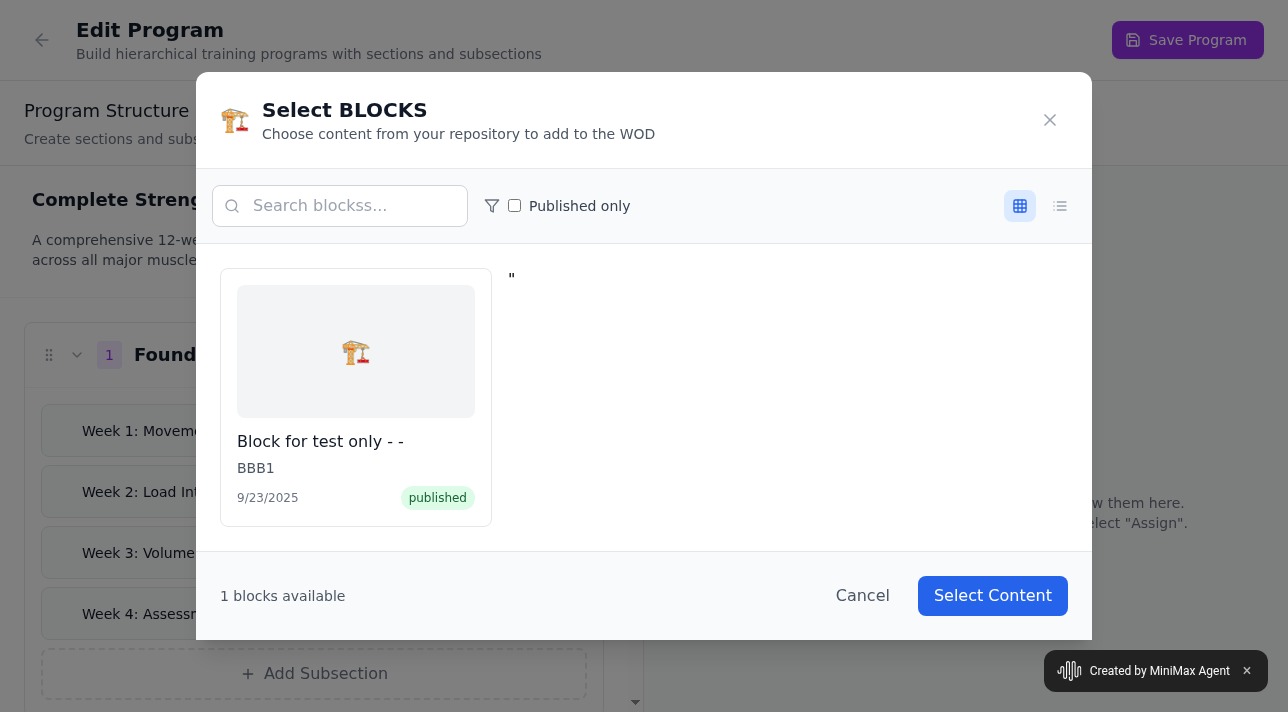 Edit Program
Build hierarchical training programs with sections and subsections
Save Program
Program Structure
Create sections and subs
Select BLOCKS
Choose content from your repository to add to the WOD
Search blockss...
Published only
Complete Streng
A comprehensive 12-we
across all major muscle
"
1
Found
Block for test only - -
BBB1
9/23/2025
published
Week 1: Moveme
Week 2: Load Int
Week 3: Volume
Week 4: Assessm
w them here.
elect "Assign".
1 blocks available
Cancel
Select Content
Add Subsection
Created by MiniMax Agent